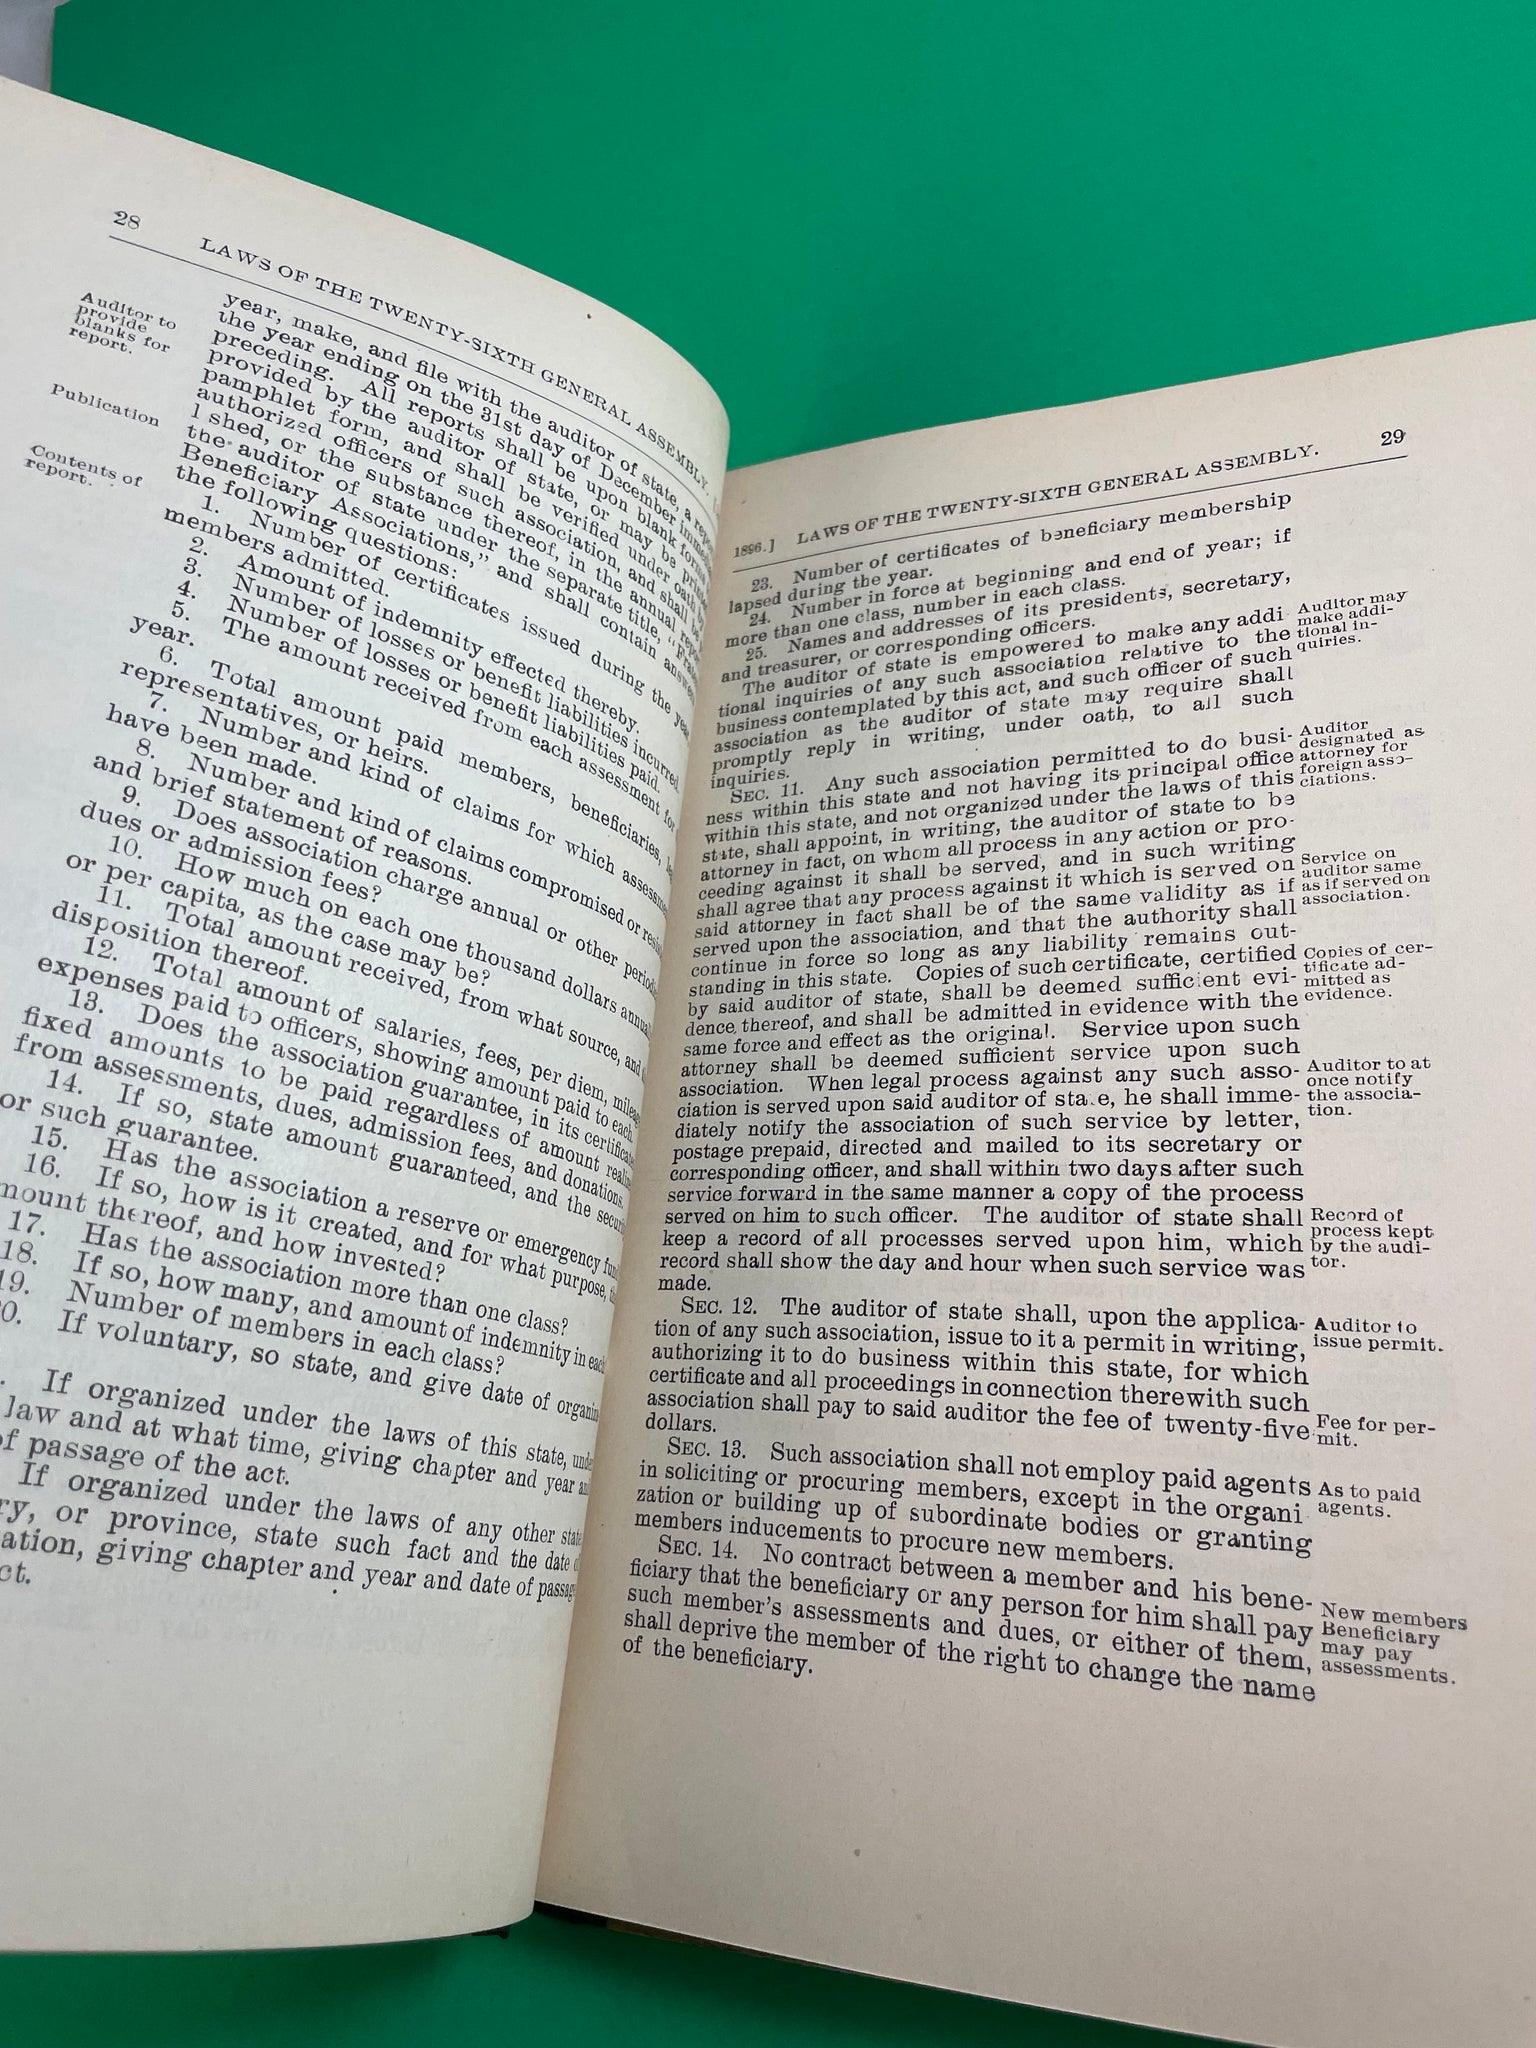 28
LAWS OF THE TWENTY-SIXTH GENERAL ASSEMBLY.
Auditor to
provide
blanks for
report.
Publication
Contents of
report.
year, make, and file with the auditor of state, a
the year ending on the 31st day of December
preceding. All reports shall be upon blank forms
provided by the auditor of state, or may be
pamphlet form, and shall be verified under oath
authorized officers of such association, and shall be
l shed, or the substance thereof, in the annual
the auditor of state under the separate title,
Beneficiary Associations," and shall contain
the following questions:
1. Number of certificates issued during the year
members admitted.
2. Amount of indemnity effected thereby.
3. Number of losses or benefit liabilities incurred.
4. Number of losses or benefit liabilities paid.
5. The amount received from each assessment for
year.
6. Total amount paid members, beneficiaries,
representatives, or heirs.
7. Number and kind of claims for which
have been made.
8. Number and kind of claims compromised or
and brief statement of reasons.
9. Does association charge annual or other
dues or admission fees?
10. How much on each one thousand dollars
or per capita, as the case may be?
11. Total amount received, from what source, and
disposition thereof.
12. Total amount of salaries, fees, per diem,
expenses paid to officers, showing amount paid to each.
13. Does the association guarantee, in its
fixed amounts to be paid regardless of amount
from assessments, dues, admission fees, and donations.
14. If so, state amount guaranteed, and the
or such guarantee.
15. Has the association a reserve or emergency
16. If so, how is it created, and for what purpose,
mount thereof, and how invested?
17. Has the association more than one class?
18. If so, how many, and amount of indemnity in
19. Number of members in each class?
If voluntary, so state, and give date of
If organized under the laws of this state,
law and at what time, giving chapter and year
of passage of the act.
If organized under the laws of any other
or province, state such fact and the date
giving chapter and year and date of
1896.] LAWS OF THE TWENTY-SIXTH GENERAL ASSEMBLY. 29
23. Number of certificates of beneficiary membership
lapsed during the year.
24. Number in force at beginning and end of year; if
more than one class, number in each class.
25. Names and addresses of its presidents, secretary,
and treasurer, or corresponding officers.
The auditor of state is empowered to make any addi
tional inquiries of any such association relative to the
business contemplated by this act, and such officer of such
association as the auditor of state may require shall
promptly reply in writing, under oath, to all such
inquiries.
Auditor may
make addi-
tional in-
quiries.
SEC. 11. Any such association permitted to do busi-
ness within this state and not having its principal office
within this state, and not organized under the laws of this
state, shall appoint, in writing, the auditor of state to be
attorney in fact, on whom all process in any action or pro-
ceeding against it shall be served, and in such writing
shall agree that any process against it which is served on
said attorney in fact shall be of the same validity as if
served upon the association, and that the authority shall
continue in force so long as any liability remains out-
standing in this state. Copies of such certificate, certified
by said auditor of state, shall be deemed sufficient evi-
dence thereof, and shall be admitted in evidence with the
same force and effect as the original. Service upon such
attorney shall be deemed sufficient service upon such
association. When legal process against any such asso-
ciation is served upon said auditor of state, he shall imme-
diately notify the association of such service by letter,
postage prepaid, directed and mailed to its secretary or
corresponding officer, and shall within two days after such
service forward in the same manner a copy of the process
served on him to such officer. The auditor of state shall
keep a record of all processes served upon him, which
record shall show the day and hour when such service was
made.
Auditor
designated as
attorney for
foreign asso-
ciations.
Service on
auditor same
as if served on
association.
Copies of cer-
tificate ad-
mitted as
evidence.
Auditor to at
once notify
the associa-
tion.
Record of
process kept
by the audi-
tor.
SEC. 12. The auditor of state shall, upon the applica-
tion of any such association, issue to it a permit in writing,
authorizing it to do business within this state, for which
certificate and all proceedings in connection therewith such
association shall pay to said auditor the fee of twenty-five
dollars.
Auditor to
issue permit.
Fee for per-
mit.
SEC. 13. Such association shall not employ paid agents
in soliciting or procuring members, except in the organi
zation or building up of subordinate bodies or granting
members inducements to procure new members.
As to paid
agents.
SEC. 14. No contract between a member and his bene-
ficiary that the beneficiary or any person for him shall pay
such member's assessments and dues, or either of them,
shall deprive the member of the right to change the name
of the beneficiary.
New members
Beneficiary
may pay
assessments.